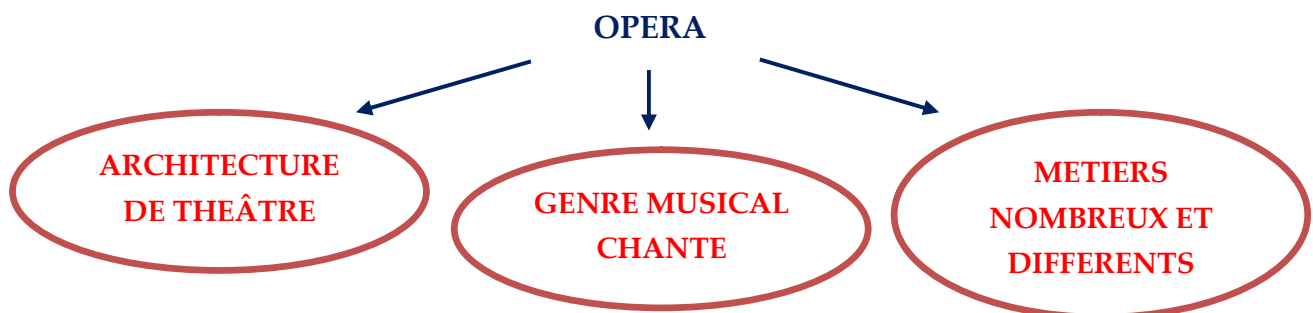 OPERA
ARCHITECTURE
DE THEÂTRE
GENRE MUSICAL
CHANTE
METIERS
NOMBREUX ET
DIFFERENTS